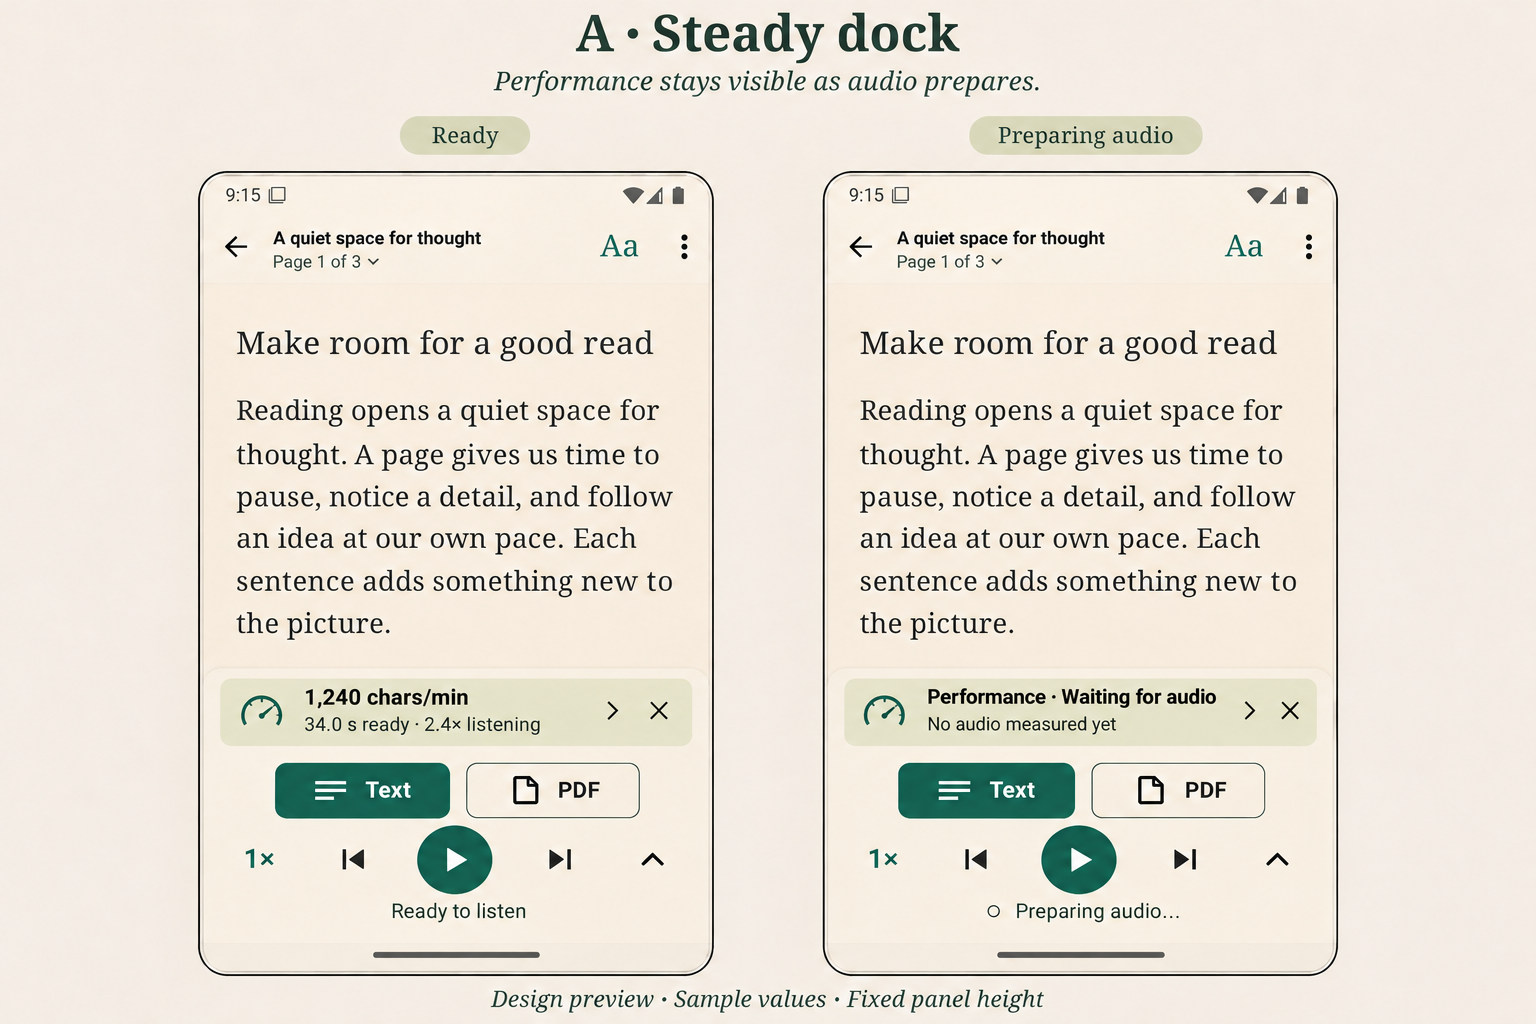 A · Steady dock
Performance stays visible as audio prepares.
Ready
9:15
A quiet space for thought
Page 1 of 3
Aa
Make room for a good read
Reading opens a quiet space for
thought. A page gives us time to
pause, notice a detail, and follow
an idea at our own pace. Each
sentence adds something new to
the picture.
1,240 chars/min
34.0 s ready · 2.4× listening
Text
PDF
1×
Ready to listen
Preparing audio
9:15
A quiet space for thought
Page 1 of 3
Aa
Make room for a good read
Reading opens a quiet space for
thought. A page gives us time to
pause, notice a detail, and follow
an idea at our own pace. Each
sentence adds something new to
the picture.
Performance · Waiting for audio
No audio measured yet
Text
PDF
1×
Preparing audio...
Design preview · Sample values · Fixed panel height